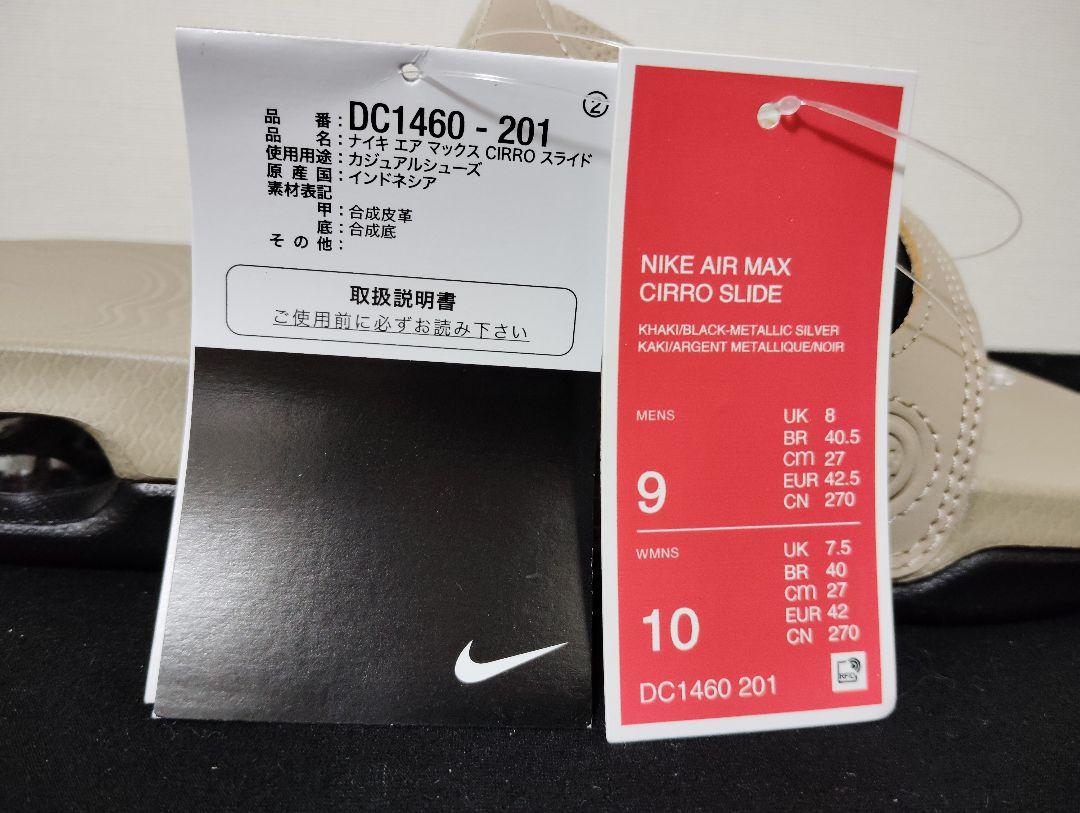 ②
品 番：DC1460 - 201
品 名：ナイキ エア マックス CIRRO スライド
使用用途：カジュアルシューズ
原 産 国：インドネシア
素材表記
甲：合成皮革
底：合成底
そ の 他：
取扱説明書
ご使用前に必ずお読み下さい
NIKE AIR MAX
CIRRO SLIDE
KHAKI/BLACK-METALLIC SILVER
KAKI/ARGENT METALLIQUE/NOIR
MENS
9
UK 8
BR 40.5
cm 27
EUR 42.5
CN 270
WMNS
10
UK 7.5
BR 40
cm 27
EUR 42
CN 270
DC1460 201
RFID